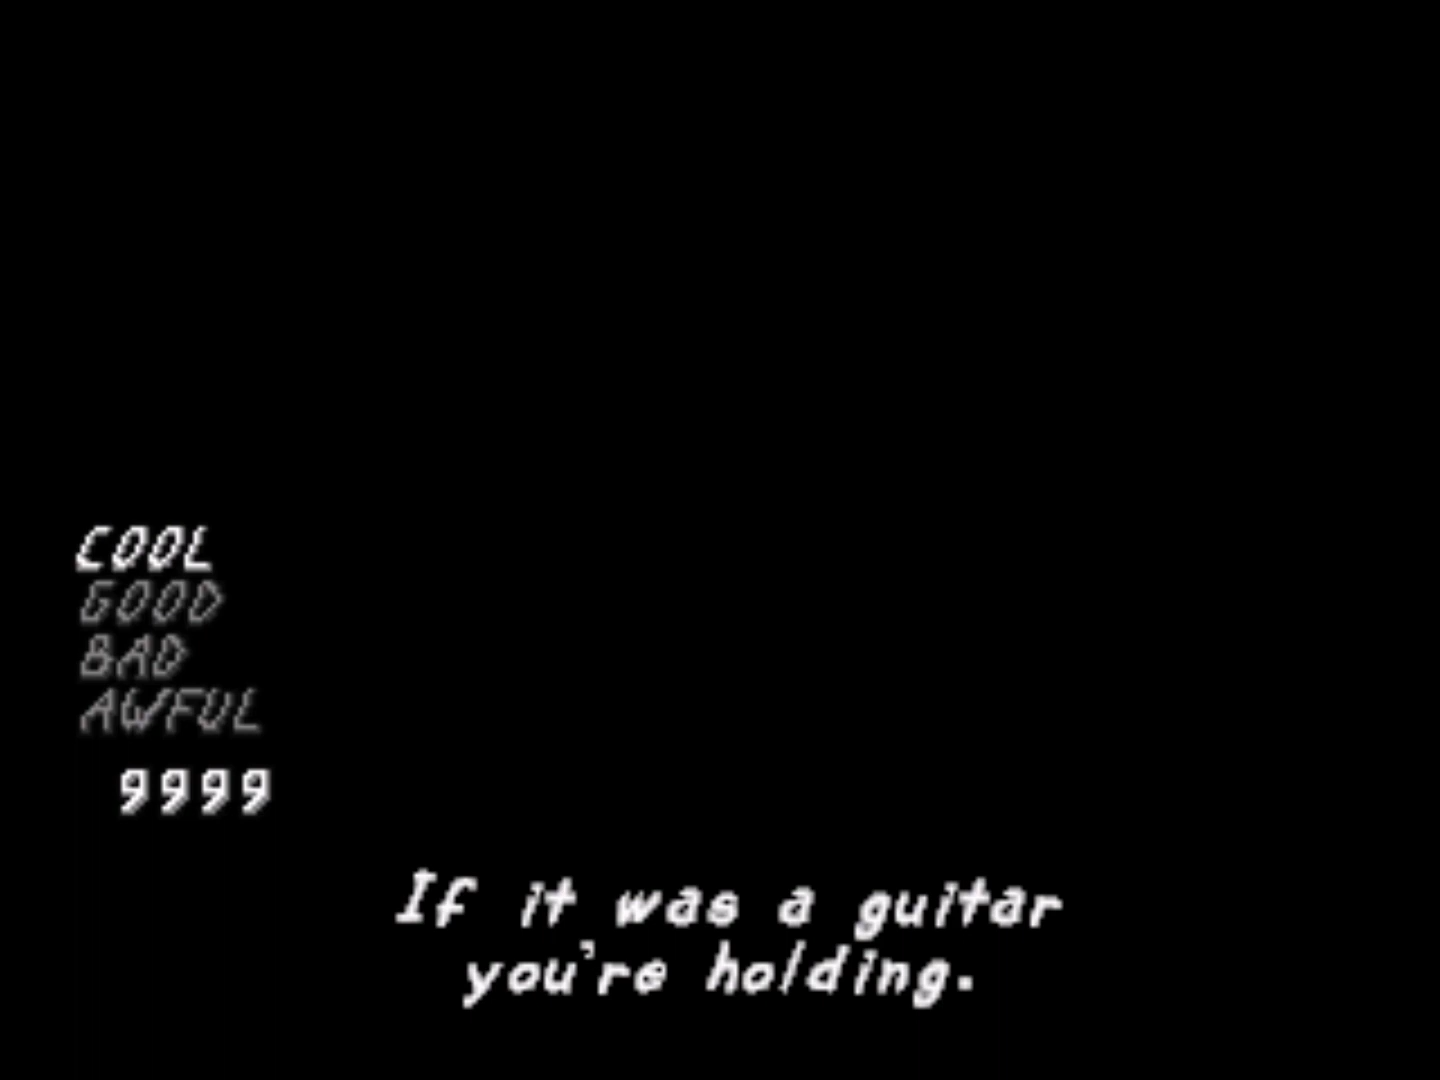 COOL
GOOD
BAD
AWFUL
9999
If it was a guitar
you're holding.